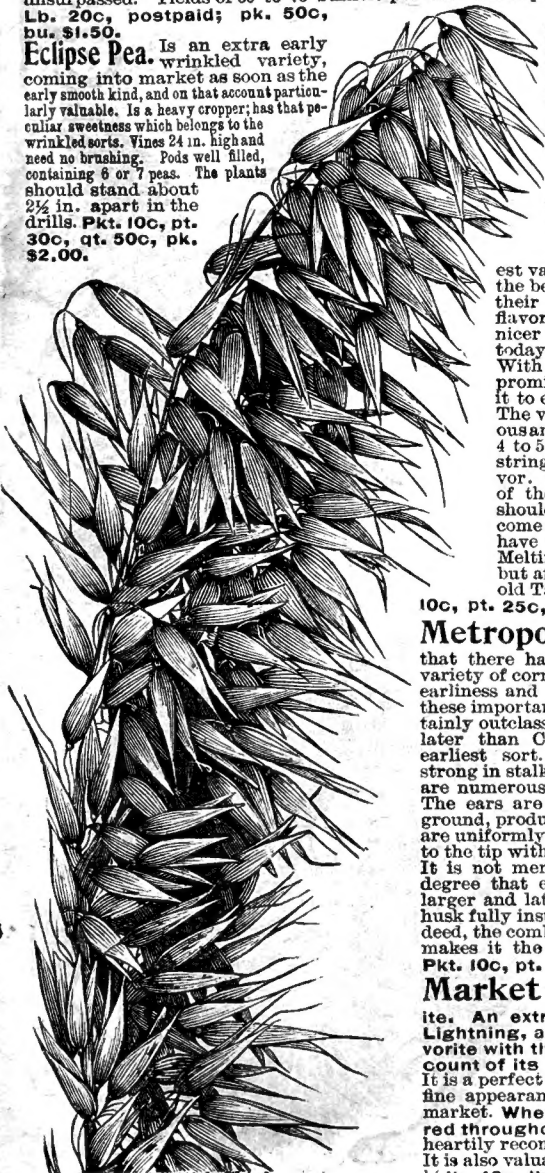 Lb. 20c, postpaid; pk. 50c,
bu. $1.50.
Eclipse Pea. Is an extra early
wrinkled variety,
coming into market as soon as the
early smooth kind, and on that account particu-
larly valuable. Is a heavy cropper; has that pe-
culiar sweetness which belongs to the
wrinkled sorts. Vines 24 in. high and
need no brushing. Pods well filled,
containing 6 or 7 peas. The plants
should stand about
2½ in. apart in the
drills. Pkt. 10c, pt.
30c, qt. 50c, pk.
$2.00.
est va
the be
their
flavor
nicer
today
With
promi
it to e
The v
ous ar
4 to 5
string
vor.
of the
should
come
have
Melti
but a
old T.
10c, pt. 25c,
Metropo
that there ha
variety of corr
earliness and
these importa
tainly outclas
later than C
earliest sort.
strong in stall
are numerous
The ears are
ground, produ
are uniformly
to the tip with
It is not mer
degree that e
larger and lat
husk fully inst
deed, the com
makes it the
Pkt. 10c, pt.
Market
ite. An extr
Lightning, a
vorite with th
count of its
It is a perfect
fine appearan
market. Whe
red througho
heartily recon
It is also valua